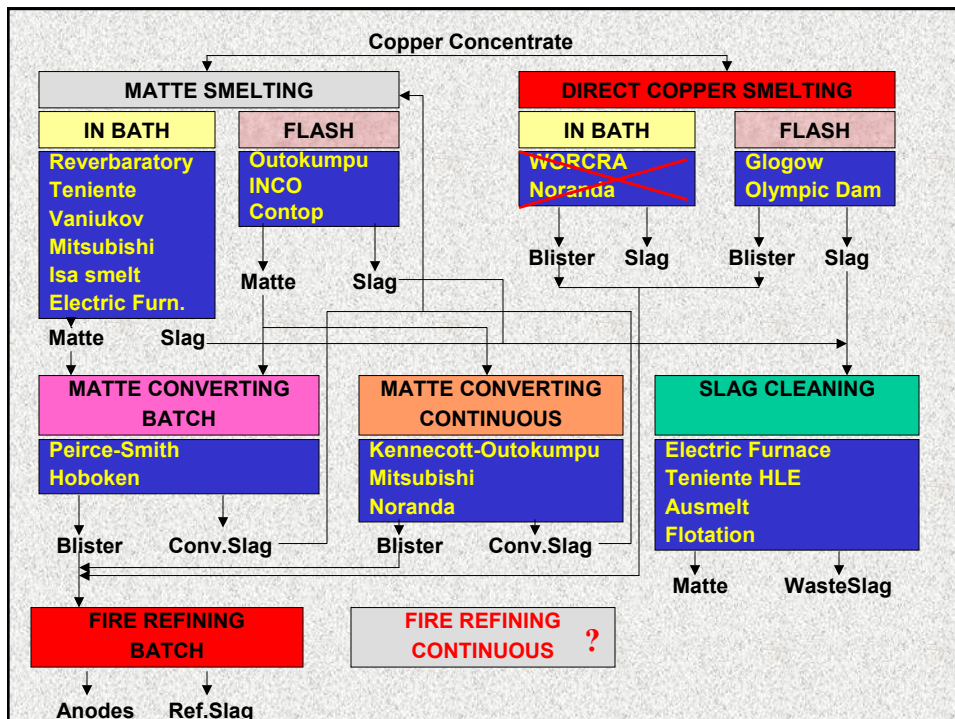 Copper Concentrate
MATTE SMELTING
DIRECT COPPER SMELTING
IN BATH
FLASH
IN BATH
FLASH
Reverbaratory
Teniente
Vaniukov
Mitsubishi
Isa smelt
Electric Furn.
Outokumpu
INCO
Contop
WORCRA
Noranda
Glogow
Olympic Dam
Matte
Slag
Blister
Slag
Blister
Slag
Matte
Slag
MATTE CONVERTING
BATCH
MATTE CONVERTING
CONTINUOUS
SLAG CLEANING
Peirce-Smith
Hoboken
Kennecott-Outokumpu
Mitsubishi
Noranda
Electric Furnace
Teniente HLE
Ausmelt
Flotation
Blister
Conv.Slag
Blister
Conv.Slag
Matte
WasteSlag
FIRE REFINING
BATCH
FIRE REFINING
CONTINUOUS ?
Anodes
Ref.Slag